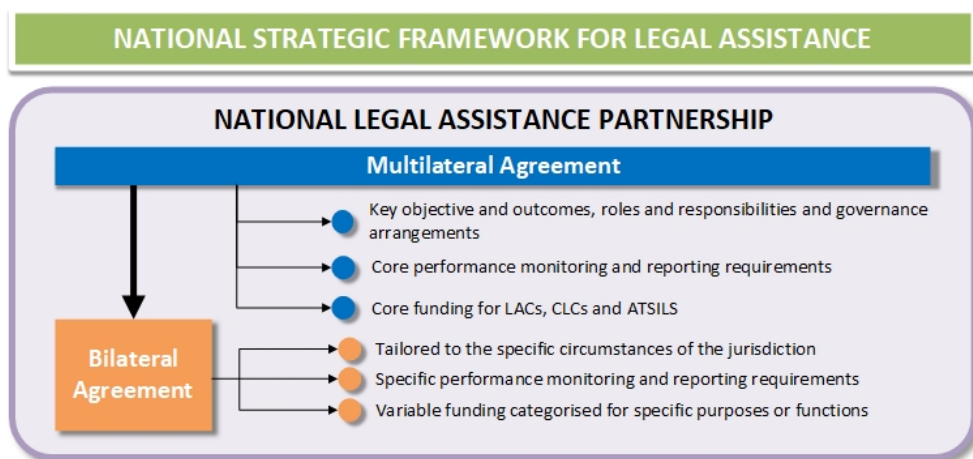 NATIONAL STRATEGIC FRAMEWORK FOR LEGAL ASSISTANCE
NATIONAL LEGAL ASSISTANCE PARTNERSHIP
Multilateral Agreement
Key objective and outcomes, roles and responsibilities and governance
arrangements
Core performance monitoring and reporting requirements
Core funding for LACs, CLCs and ATSILS
Bilateral
Agreement
Tailored to the specific circumstances of the jurisdiction
Specific performance monitoring and reporting requirements
Variable funding categorised for specific purposes or functions